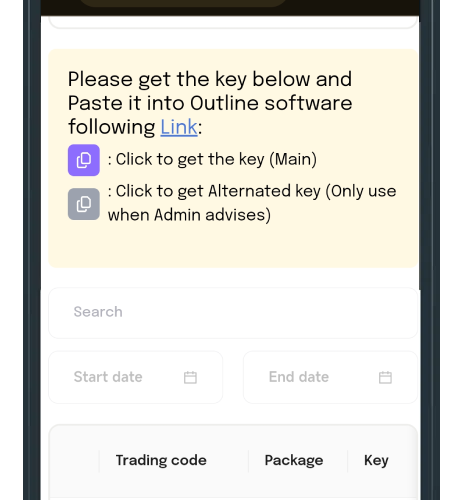 Please get the key below and
Paste it into Outline software
following Link:
: Click to get the key (Main)
: Click to get Alternated key (Only use
when Admin advises)
Search
Start date
End date
Trading code
Package
Key